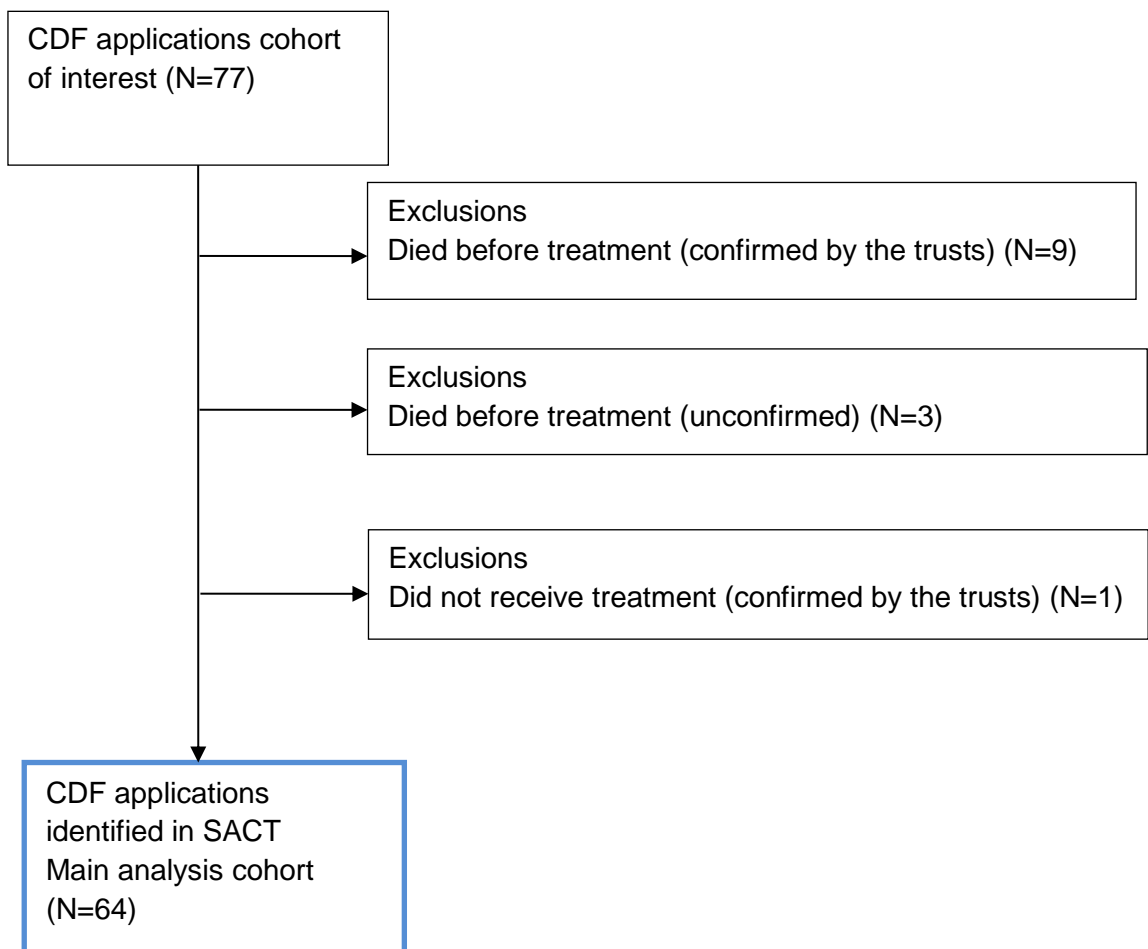 CDF applications cohort
of interest (N=77)
Exclusions
Died before treatment (confirmed by the trusts) (N=9)
Exclusions
Died before treatment (unconfirmed) (N=3)
Exclusions
Did not receive treatment (confirmed by the trusts) (N=1)
CDF applications
identified in SACT
Main analysis cohort
(N=64)